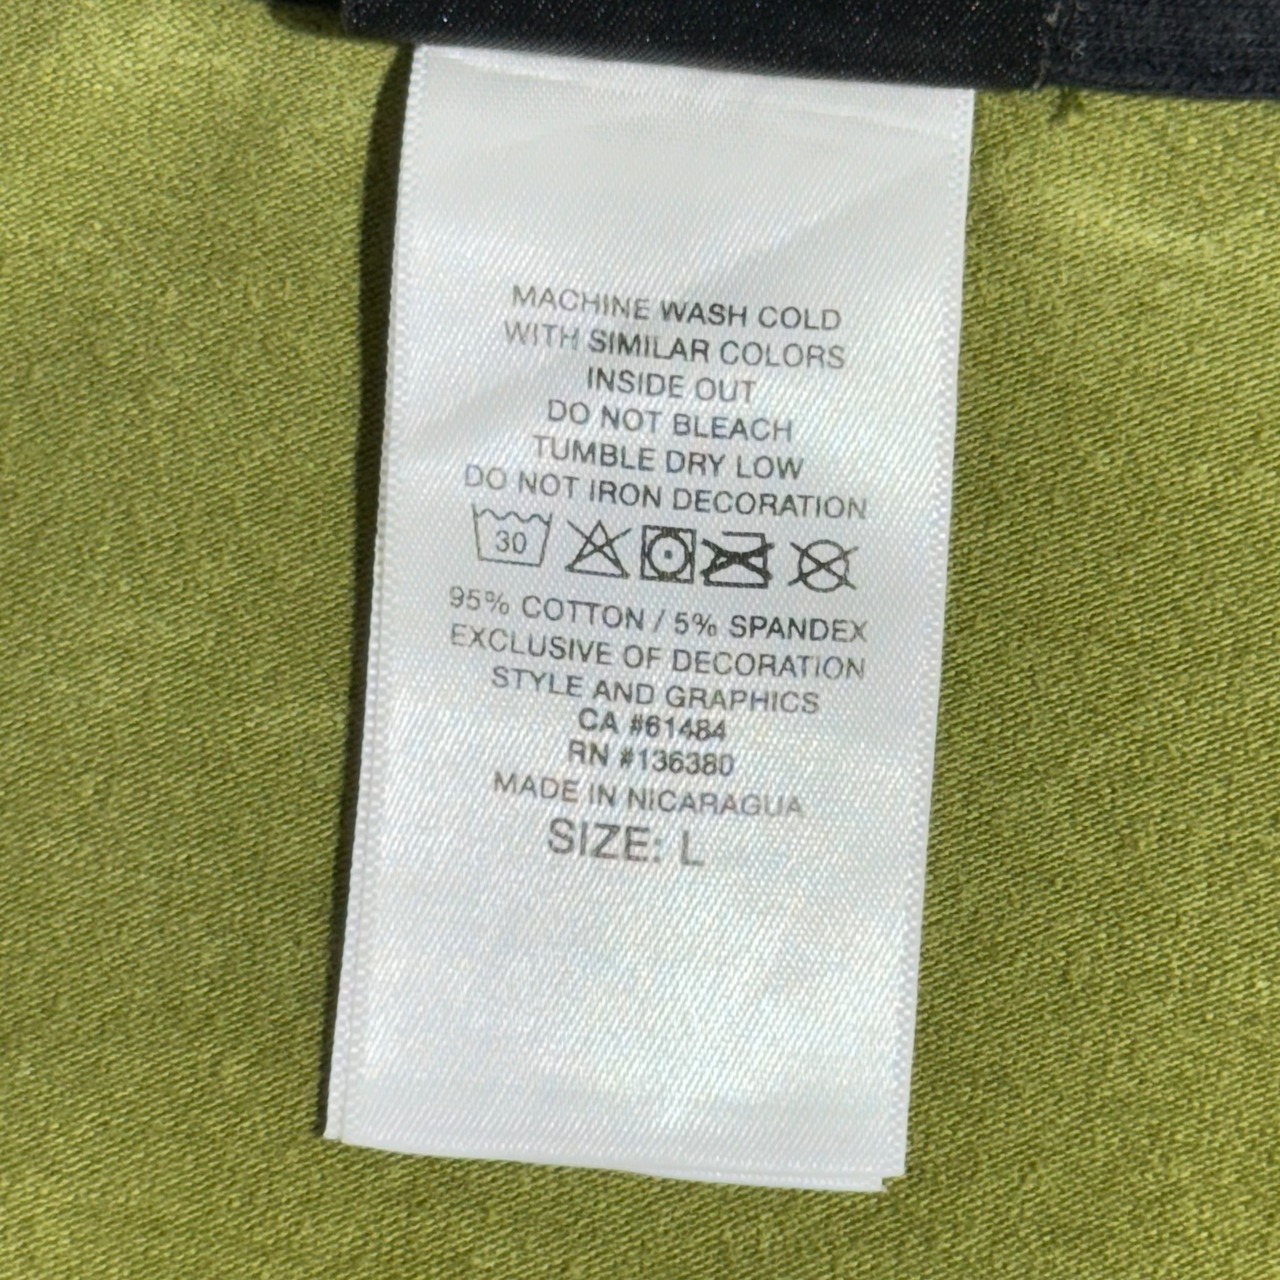 MACHINE WASH COLD
WITH SIMILAR COLORS
INSIDE OUT
DO NOT BLEACH
TUMBLE DRY LOW
DO NOT IRON DECORATION
30
95% COTTON / 5% SPANDEX
EXCLUSIVE OF DECORATION
STYLE AND GRAPHICS
CA #61484
RN #136380
MADE IN NICARAGUA
SIZE: L